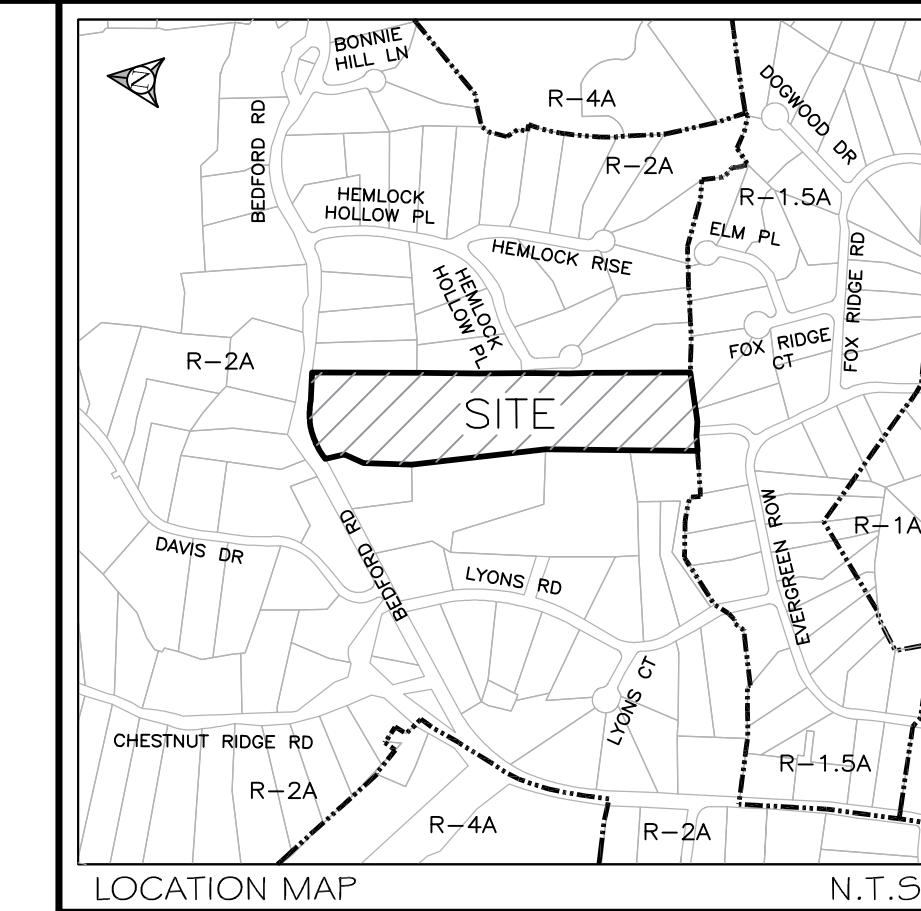 BONNIE
HILL LN
N
R-4A
DOGWOOD DR
BEDFORD RD
R-2A
R-1.5A
HEMLOCK
HOLLOW PL
ELM PL
HEMLOCK RISE
HEMLOCK
HOLLOW PL
FOX RIDGE RD
FOX RIDGE
CT
R-2A
SITE
R-1A
EVERGREEN ROW
BEDFORD RD
DAVIS DR
LYONS RD
LYONS CT
CHESTNUT RIDGE RD
R-1.5A
R-2A
R-4A
R-2A
LOCATION MAP
N.T.S